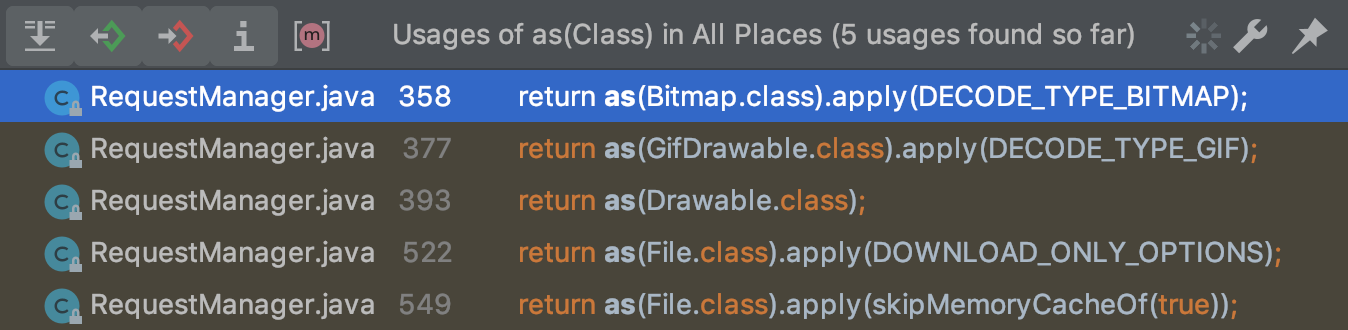 [m] Usages of as(Class) in All Places (5 usages found so far)
C RequestManager.java 358 return as(Bitmap.class).apply(DECODE_TYPE_BITMAP);
C RequestManager.java 377 return as(GifDrawable.class).apply(DECODE_TYPE_GIF);
C RequestManager.java 393 return as(Drawable.class);
C RequestManager.java 522 return as(File.class).apply(DOWNLOAD_ONLY_OPTIONS);
C RequestManager.java 549 return as(File.class).apply(skipMemoryCacheOf(true));